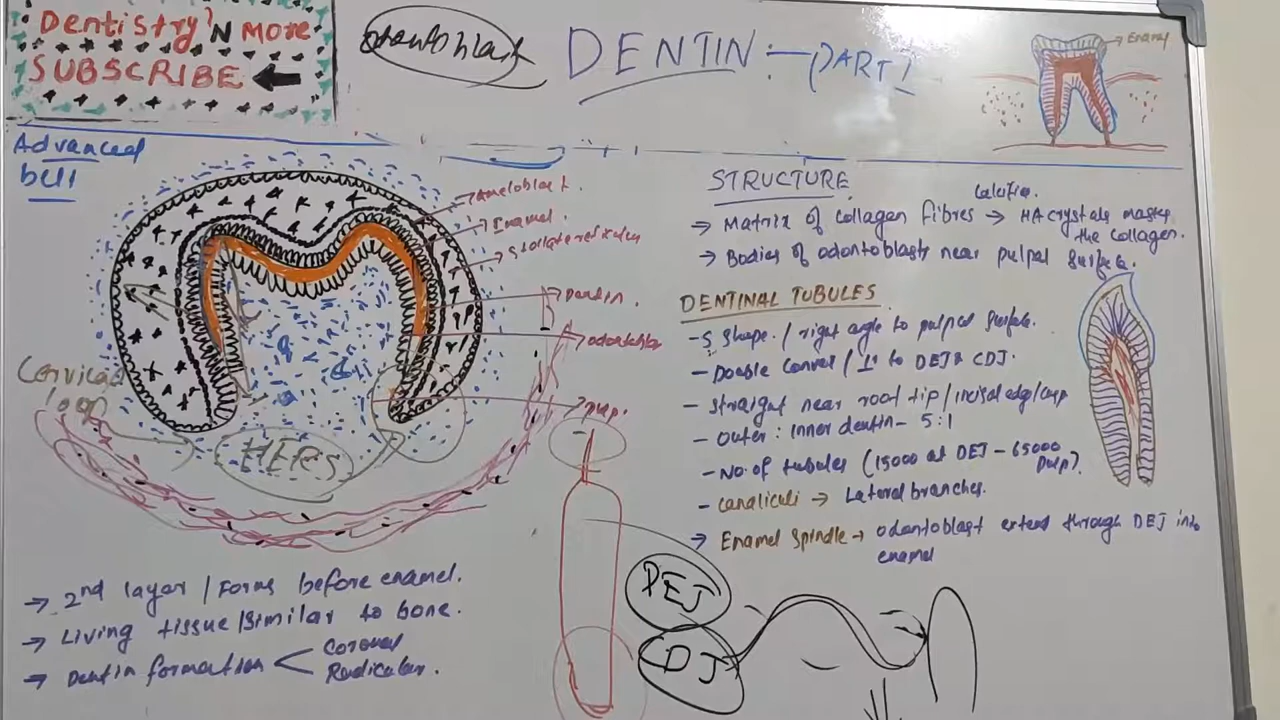 Dentistry'N More
SUBSCRIBE
odontoblast
DENTIN :- PART 1
Enamel
Advanced
bell
Ameloblast.
Enamel.
Stellate reticulum
Dentin.
odontoblas
pulp.
Cervical
loop
HERS
→ 2nd layer / Forms before enamel.
→ Living tissue/Similar to bone.
→ Dentin formation < Coronal
Radicular.
STRUCTURE
Calcifia.
→ Matrix of collagen fibres → HA crystals mask
the collagen.
→ Bodies of odontoblasts near pulpal surface.
DENTINAL TUBULES
- S shape / right angle to pulpal surface.
- Double convex / ⊥r to DEJ & CDJ.
- Straight near root tip / incisal edge/cusp
- Outer : Inner dentin - 5:1
- No. of tubules (15000 at DEJ - 65000
pulp).
- Canaliculi → Lateral branches.
→ Enamel Spindle → odontoblast extend through DEJ into
enamel
DEJ
CDJ